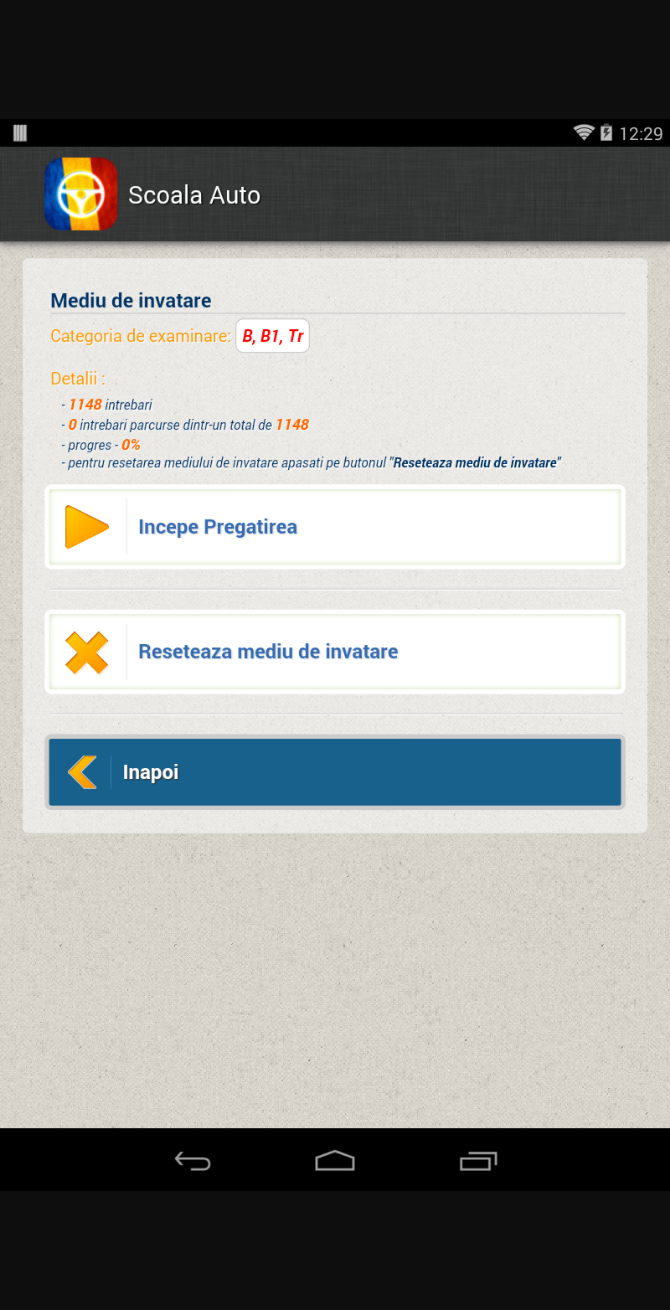 12:29
Scoala Auto
Mediu de invatare
Categoria de examinare: B, B1, Tr
Detalii :
- 1148 intrebari
- 0 intrebari parcurse dintr-un total de 1148
- progres - 0%
- pentru resetarea mediului de invatare apasati pe butonul "Reseteaza mediu de invatare"
Incepe Pregatirea
Reseteaza mediu de invatare
Inapoi